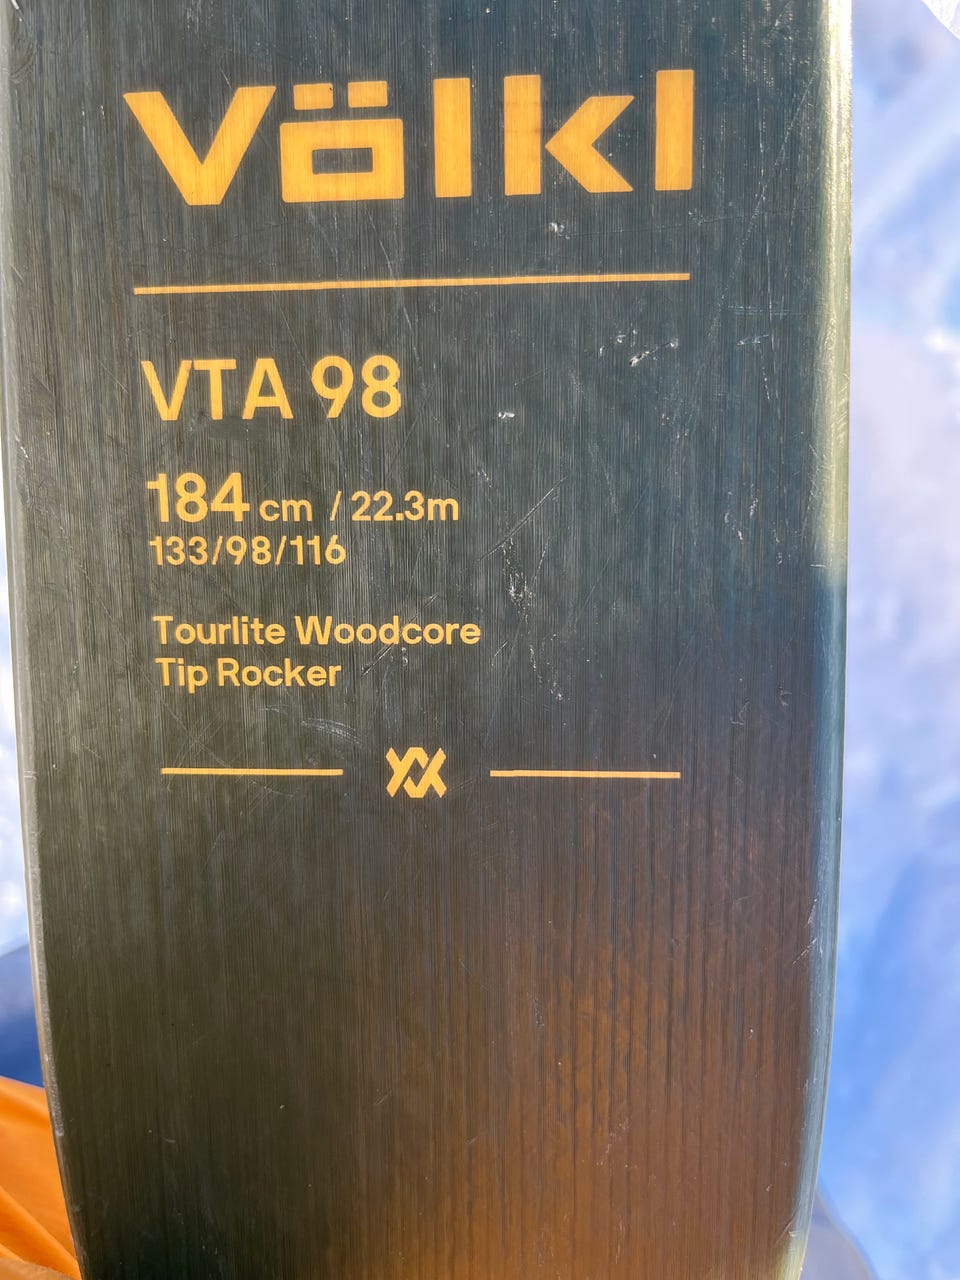 Völkl
VTA 98
184 cm / 22.3m
133/98/116
Tourlite Woodcore
Tip Rocker